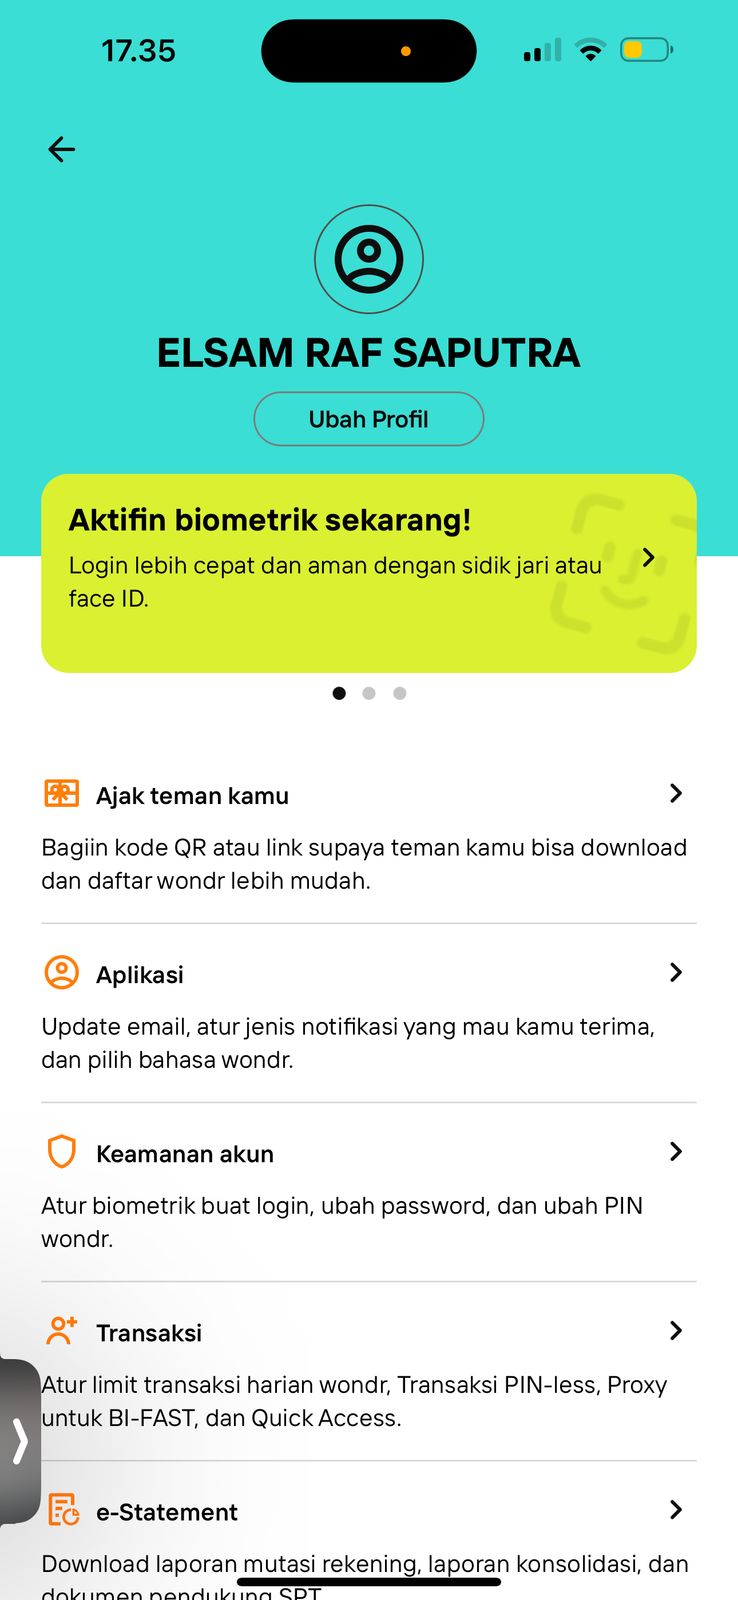 17.35
ELSAM RAF SAPUTRA
Ubah Profil
Aktifin biometrik sekarang!
Login lebih cepat dan aman dengan sidik jari atau
face ID.
Ajak teman kamu
Bagiin kode QR atau link supaya teman kamu bisa download
dan daftar wondr lebih mudah.
Aplikasi
Update email, atur jenis notifikasi yang mau kamu terima,
dan pilih bahasa wondr.
Keamanan akun
Atur biometrik buat login, ubah password, dan ubah PIN
wondr.
Transaksi
Atur limit transaksi harian wondr, Transaksi PIN-less, Proxy
untuk BI-FAST, dan Quick Access.
e-Statement
Download laporan mutasi rekening, laporan konsolidasi, dan
dokumen pendukung SPT